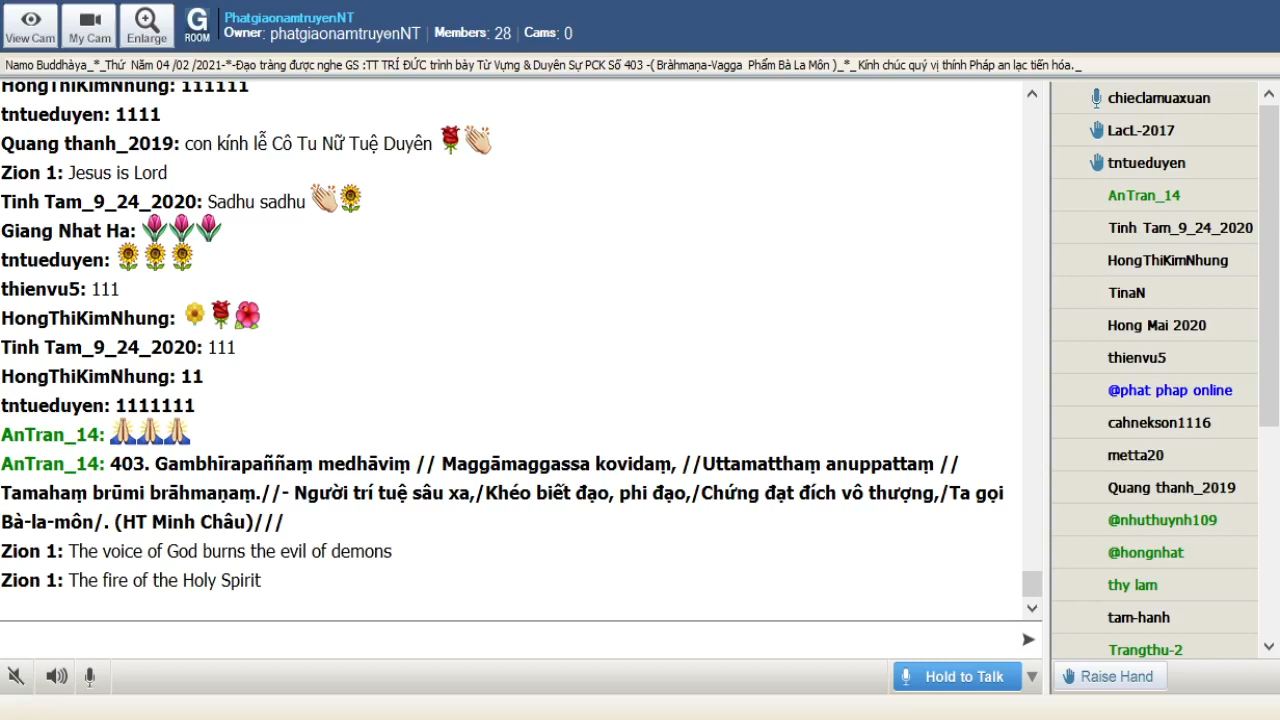 View Cam
My Cam
Enlarge
G
ROOM
PhatgiaonamtruyenNT
Owner: phatgiaonamtruyenNT | Members: 28 | Cams: 0
Namo Buddhàya_*_Thứ Năm 04 /02 /2021-*-Đạo tràng được nghe GS :TT TRÍ ĐỨC trình bày Từ Vựng & Duyên Sự PCK Số 403 -( Bràhmaṇa-Vagga Phẩm Bà La Môn )_*_ Kính chúc quý vị thính Pháp an lạc tiến hóa._
HongThiKimNhung: 111111
tntueduyen: 1111
Quang thanh_2019: con kính lễ Cô Tu Nữ Tuệ Duyên
Zion 1: Jesus is Lord
Tinh Tam_9_24_2020: Sadhu sadhu
Giang Nhat Ha:
tntueduyen:
thienvu5: 111
HongThiKimNhung:
Tinh Tam_9_24_2020: 111
HongThiKimNhung: 11
tntueduyen: 1111111
AnTran_14:
AnTran_14: 403. Gambhīrapaññaṃ medhāviṃ // Maggāmaggassa kovidaṃ, //Uttamatthaṃ anuppattaṃ //
Tamahaṃ brūmi brāhmaṇaṃ.//- Người trí tuệ sâu xa,/Khéo biết đạo, phi đạo,/Chứng đạt đích vô thượng,/Ta gọi
Bà-la-môn/. (HT Minh Châu)///
Zion 1: The voice of God burns the evil of demons
Zion 1: The fire of the Holy Spirit
Hold to Talk
chieclamuaxuan
LacL-2017
tntueduyen
AnTran_14
Tinh Tam_9_24_2020
HongThiKimNhung
TinaN
Hong Mai 2020
thienvu5
@phat phap online
cahnekson1116
metta20
Quang thanh_2019
@nhuthuynh109
@hongnhat
thy lam
tam-hanh
Trangthu-2
Raise Hand